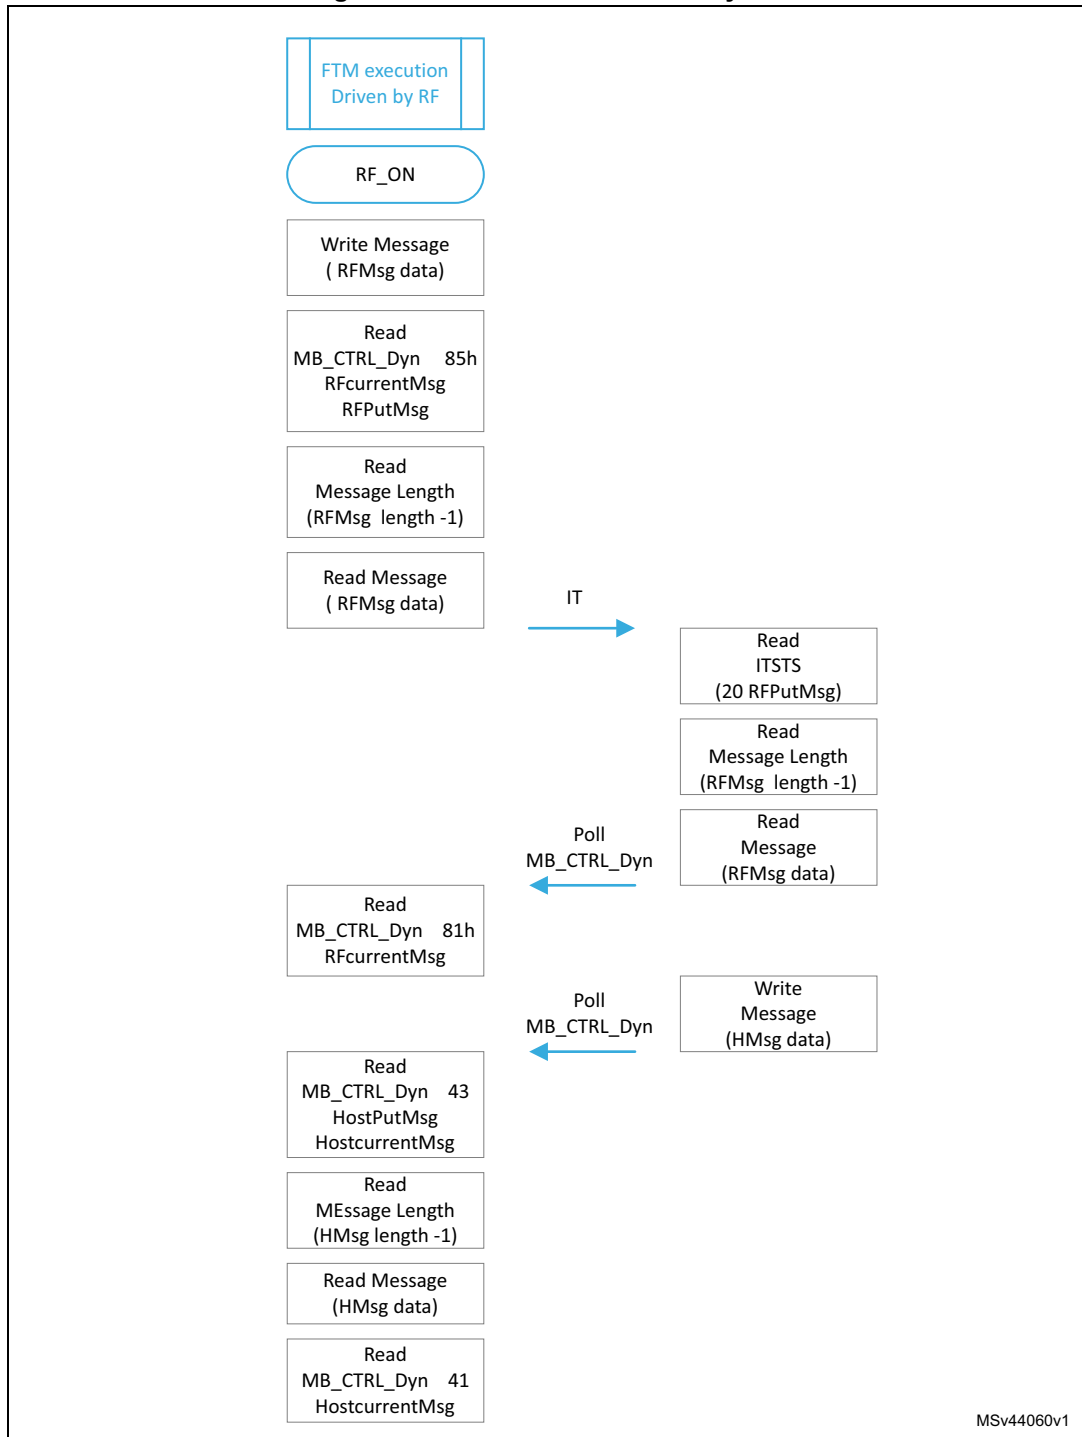 FTM execution
Driven by RF
RF_ON
Write Message
( RFMsg data)
Read
MB_CTRL_Dyn 85h
RFcurrentMsg
RFPutMsg
Read
Message Length
(RFMsg length -1)
Read Message
( RFMsg data)
IT
Read
ITSTS
(20 RFPutMsg)
Read
Message Length
(RFMsg length -1)
Read
Message
(RFMsg data)
Poll
MB_CTRL_Dyn
Read
MB_CTRL_Dyn 81h
RFcurrentMsg
Write
Message
(HMsg data)
Poll
MB_CTRL_Dyn
Read
MB_CTRL_Dyn 43
HostPutMsg
HostcurrentMsg
Read
MEssage Length
(HMsg length -1)
Read Message
(HMsg data)
Read
MB_CTRL_Dyn 41
HostcurrentMsg
MSv44060v1